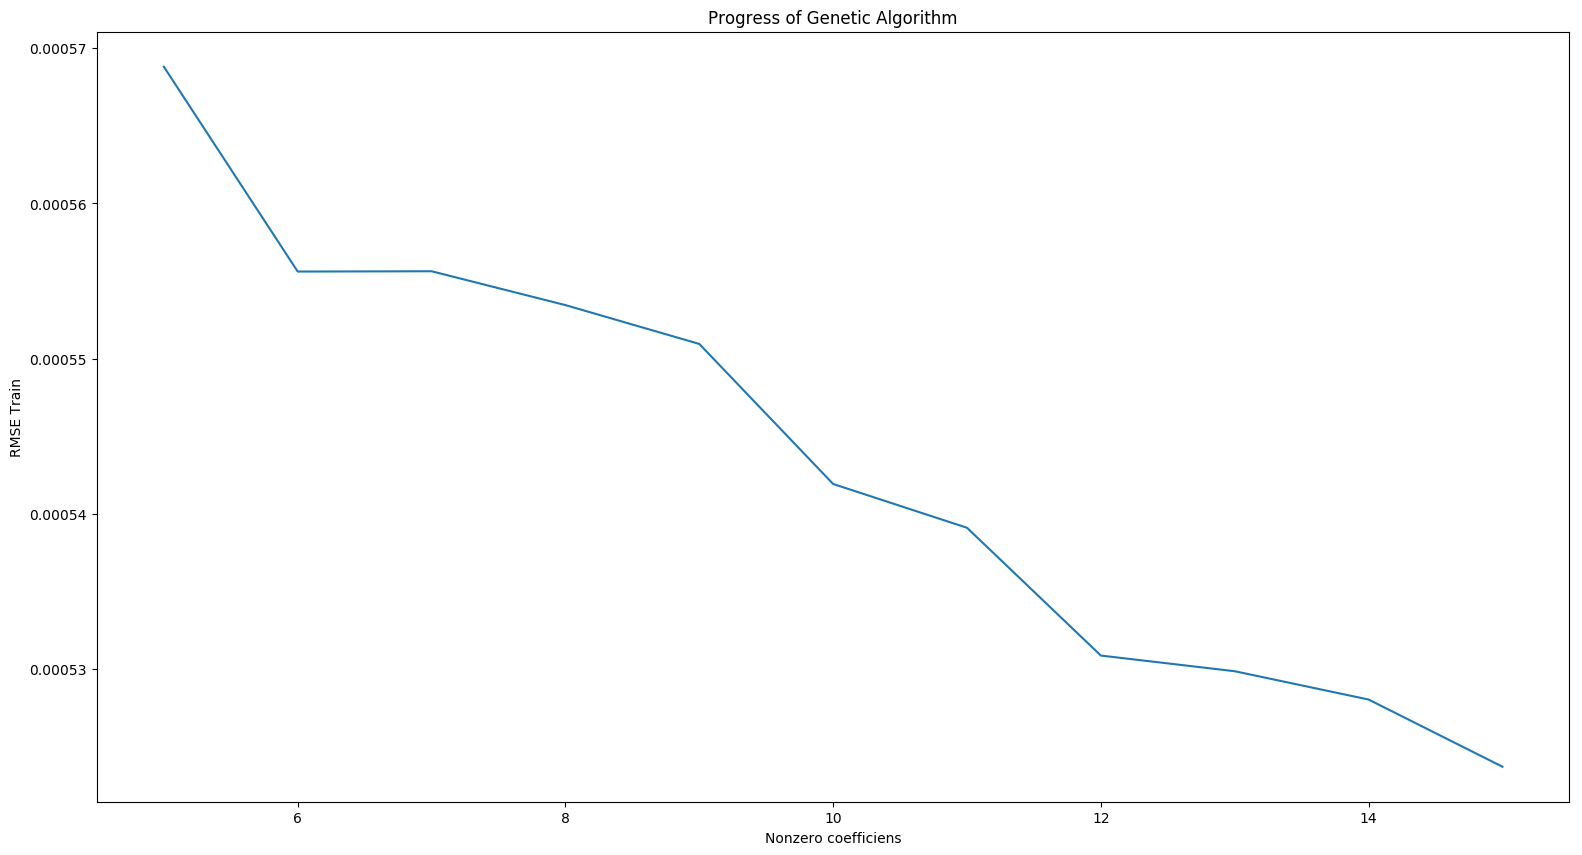 Progress of Genetic Algorithm
0.00057
0.00056
0.00055
0.00054
0.00053
RMSE Train
6 8 10 12 14
Nonzero coefficiens